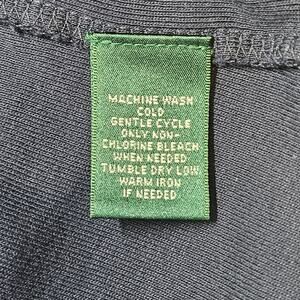 MACHINE WASH
COLD
GENTLE CYCLE
ONLY NON-
CHLORINE BLEACH
WHEN NEEDED
TUMBLE DRY LOW
WARM IRON
IF NEEDED